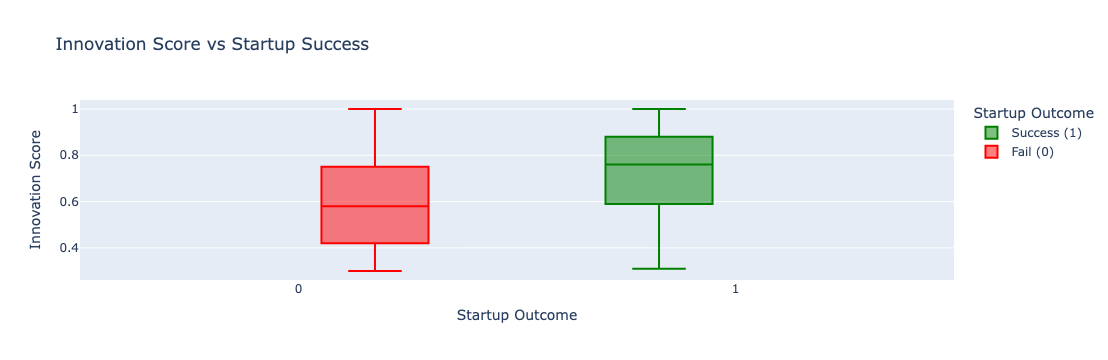 Innovation Score vs Startup Success
Innovation Score
1
0.8
0.6
0.4
0
1
Startup Outcome
Startup Outcome
Success (1)
Fail (0)